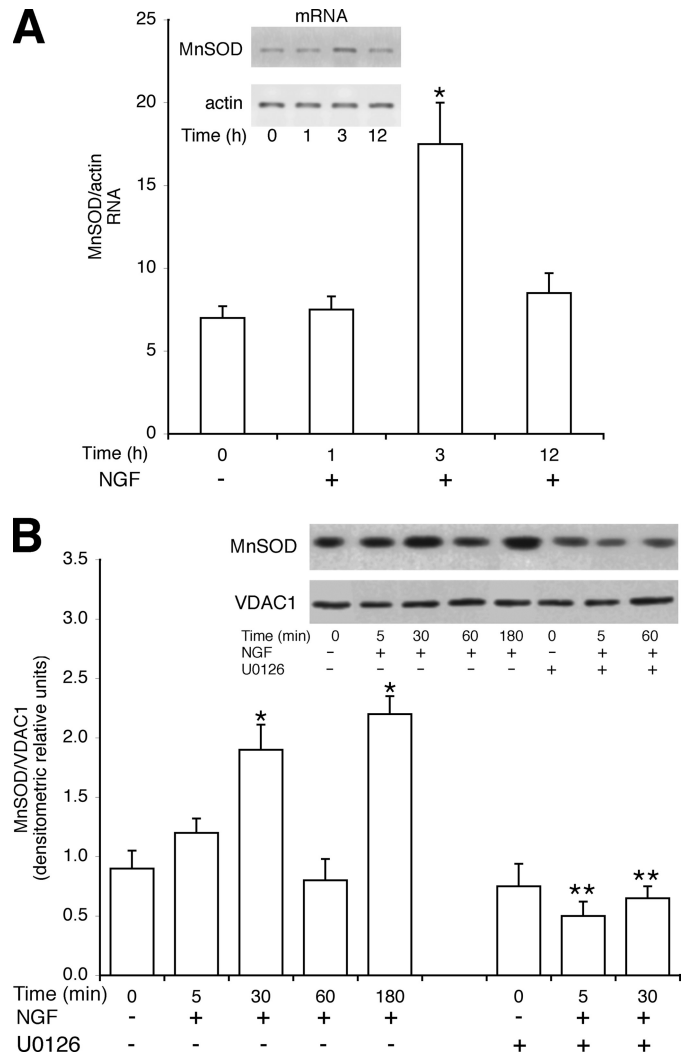 A
mRNA
MnSOD
actin
Time (h) 0 1 3 12
25
20
15
10
5
0
MnSOD/actin
RNA
*
Time (h) 0 1 3 12
NGF - + + +
B
MnSOD
VDAC1
Time (min) 0 5 30 60 180 0 5 60
NGF - + + + + - + +
U0126 - - - - - + + +
3.5
3.0
2.5
2.0
1.5
1.0
0.5
0.0
MnSOD/VDAC1
(densitometric relative units)
* * ** **
Time (min) 0 5 30 60 180 0 5 30
NGF - + + + + - + +
U0126 - - - - - + + +